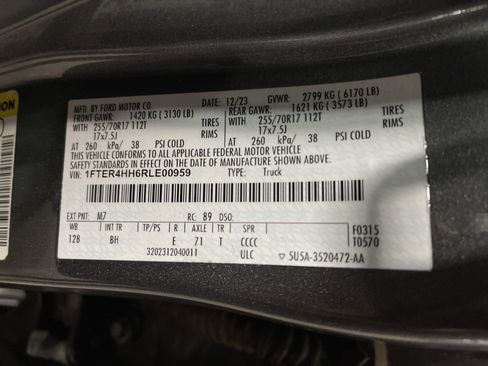 ION
MFD. BY FORD MOTOR CO. DATE: 12/23 GVWR: 2799 KG ( 6170 LB)
FRONT GAWR: 1420 KG ( 3130 LB) REAR GAWR: 1621 KG ( 3573 LB)
WITH 255/70R17 112T TIRES WITH 255/70R17 112T TIRES
17x7.5J RIMS 17x7.5J RIMS
AT 260 kPa/ 38 PSI COLD AT 260 kPa/ 38 PSI COLD
THIS VEHICLE CONFORMS TO ALL APPLICABLE FEDERAL MOTOR VEHICLE
SAFETY STANDARDS IN EFFECT ON THE DATE OF MANUFACTURE SHOWN ABOVE.
VIN: 1FTER4HH6RLE00959 TYPE: Truck
EXT PNT: M7 RC: 89 DSO: F0315
WB INT TR TP/PS R AXLE TR SPR T0570
128 BH E 71 T CCCC
3202312040011 ULC 5U5A-3520472-AA